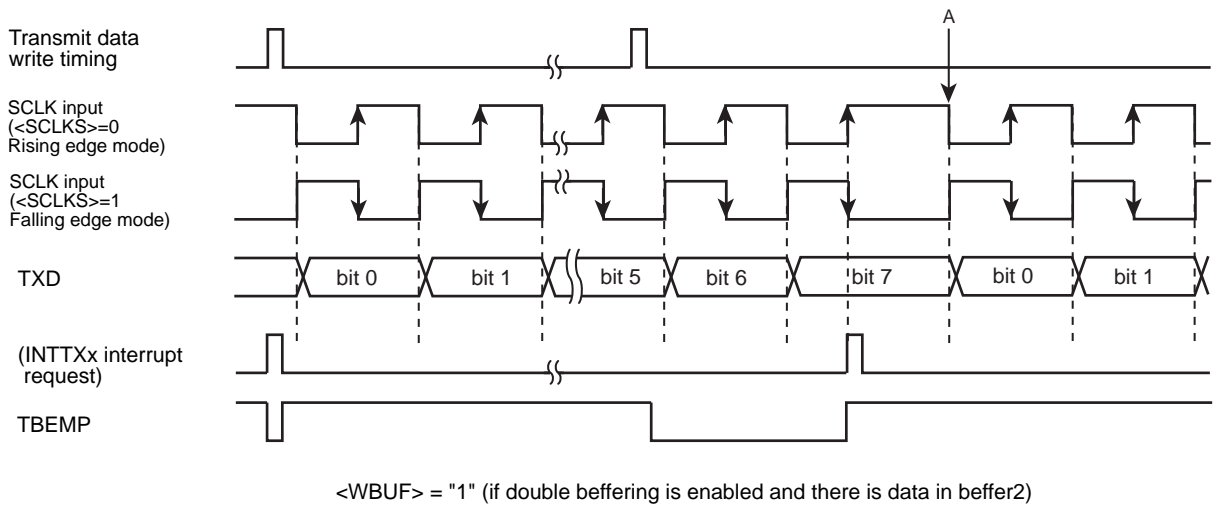 A
Transmit data
write timing
SCLK input
(<SCLKS>=0
Rising edge mode)
SCLK input
(<SCLKS>=1
Falling edge mode)
TXD
bit 0
bit 1
bit 5
bit 6
bit 7
bit 0
bit 1
(INTTXx interrupt
request)
TBEMP
<WBUF> = "1" (if double beffering is enabled and there is data in beffer2)